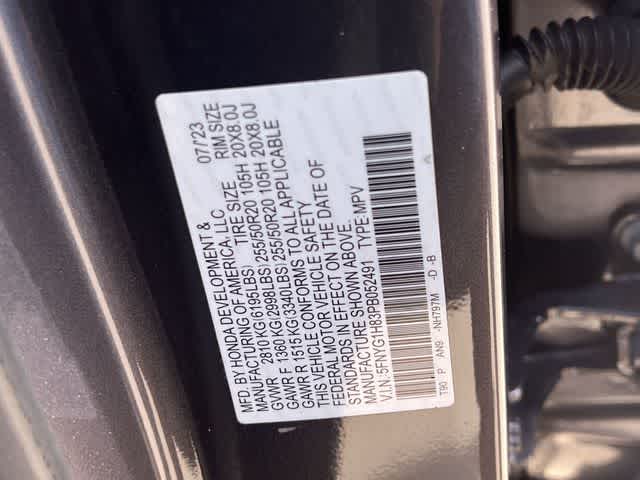 MFD. BY HONDA DEVELOPMENT & 07/23
MANUFACTURING OF AMERICA, LLC
TIRE SIZE RIM SIZE
GVWR 2810 KG(6195LBS)
GAWR F 1360 KG(2998LBS) 255/50R20 105H 20X8.0J
GAWR R 1515 KG(3340LBS) 255/50R20 105H 20X8.0J
THIS VEHICLE CONFORMS TO ALL APPLICABLE
FEDERAL MOTOR VEHICLE SAFETY
STANDARDS IN EFFECT ON THE DATE OF
MANUFACTURE SHOWN ABOVE.
V.I.N.:5FNYG1H83PB052491 TYPE:MPV
T90 P AN9 -NH797M -D -B
A